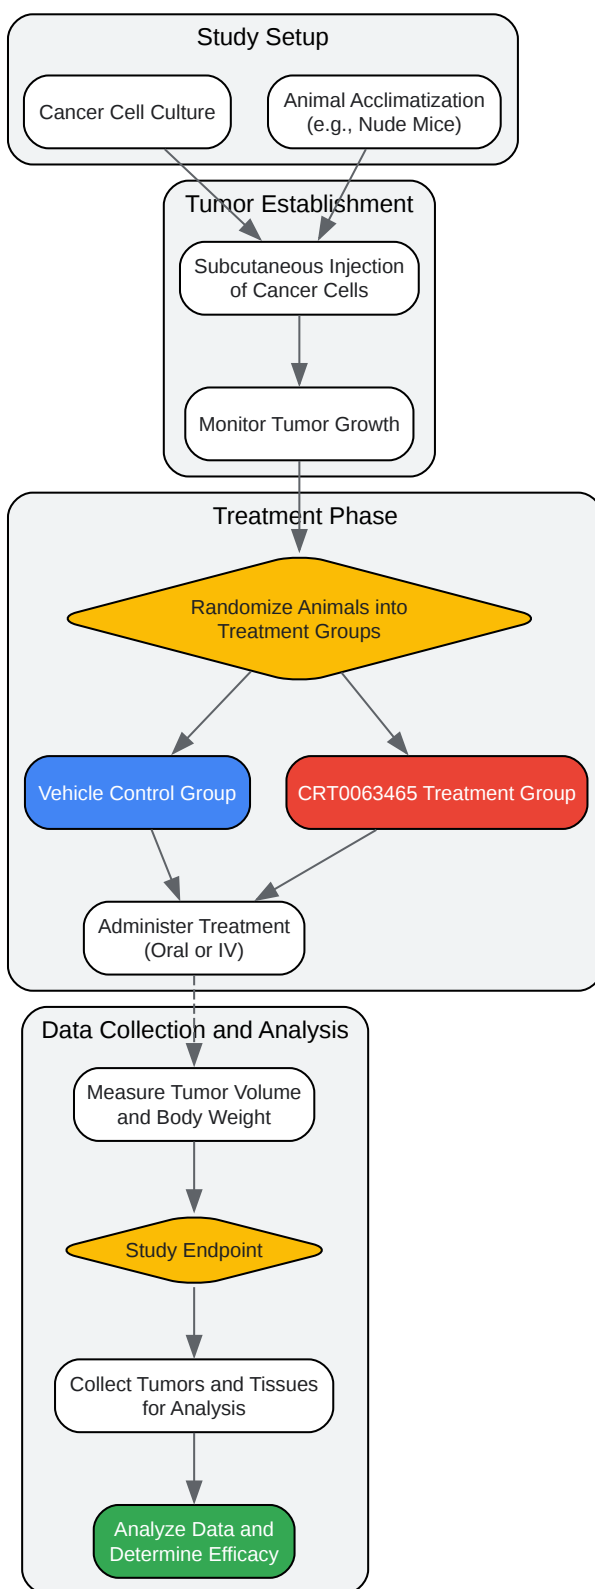 Study Setup
Cancer Cell Culture
Animal Acclimatization
(e.g., Nude Mice)
Tumor Establishment
Subcutaneous Injection
of Cancer Cells
Monitor Tumor Growth
Treatment Phase
Randomize Animals into
Treatment Groups
Vehicle Control Group
CRT0063465 Treatment Group
Administer Treatment
(Oral or IV)
Data Collection and Analysis
Measure Tumor Volume
and Body Weight
Study Endpoint
Collect Tumors and Tissues
for Analysis
Analyze Data and
Determine Efficacy